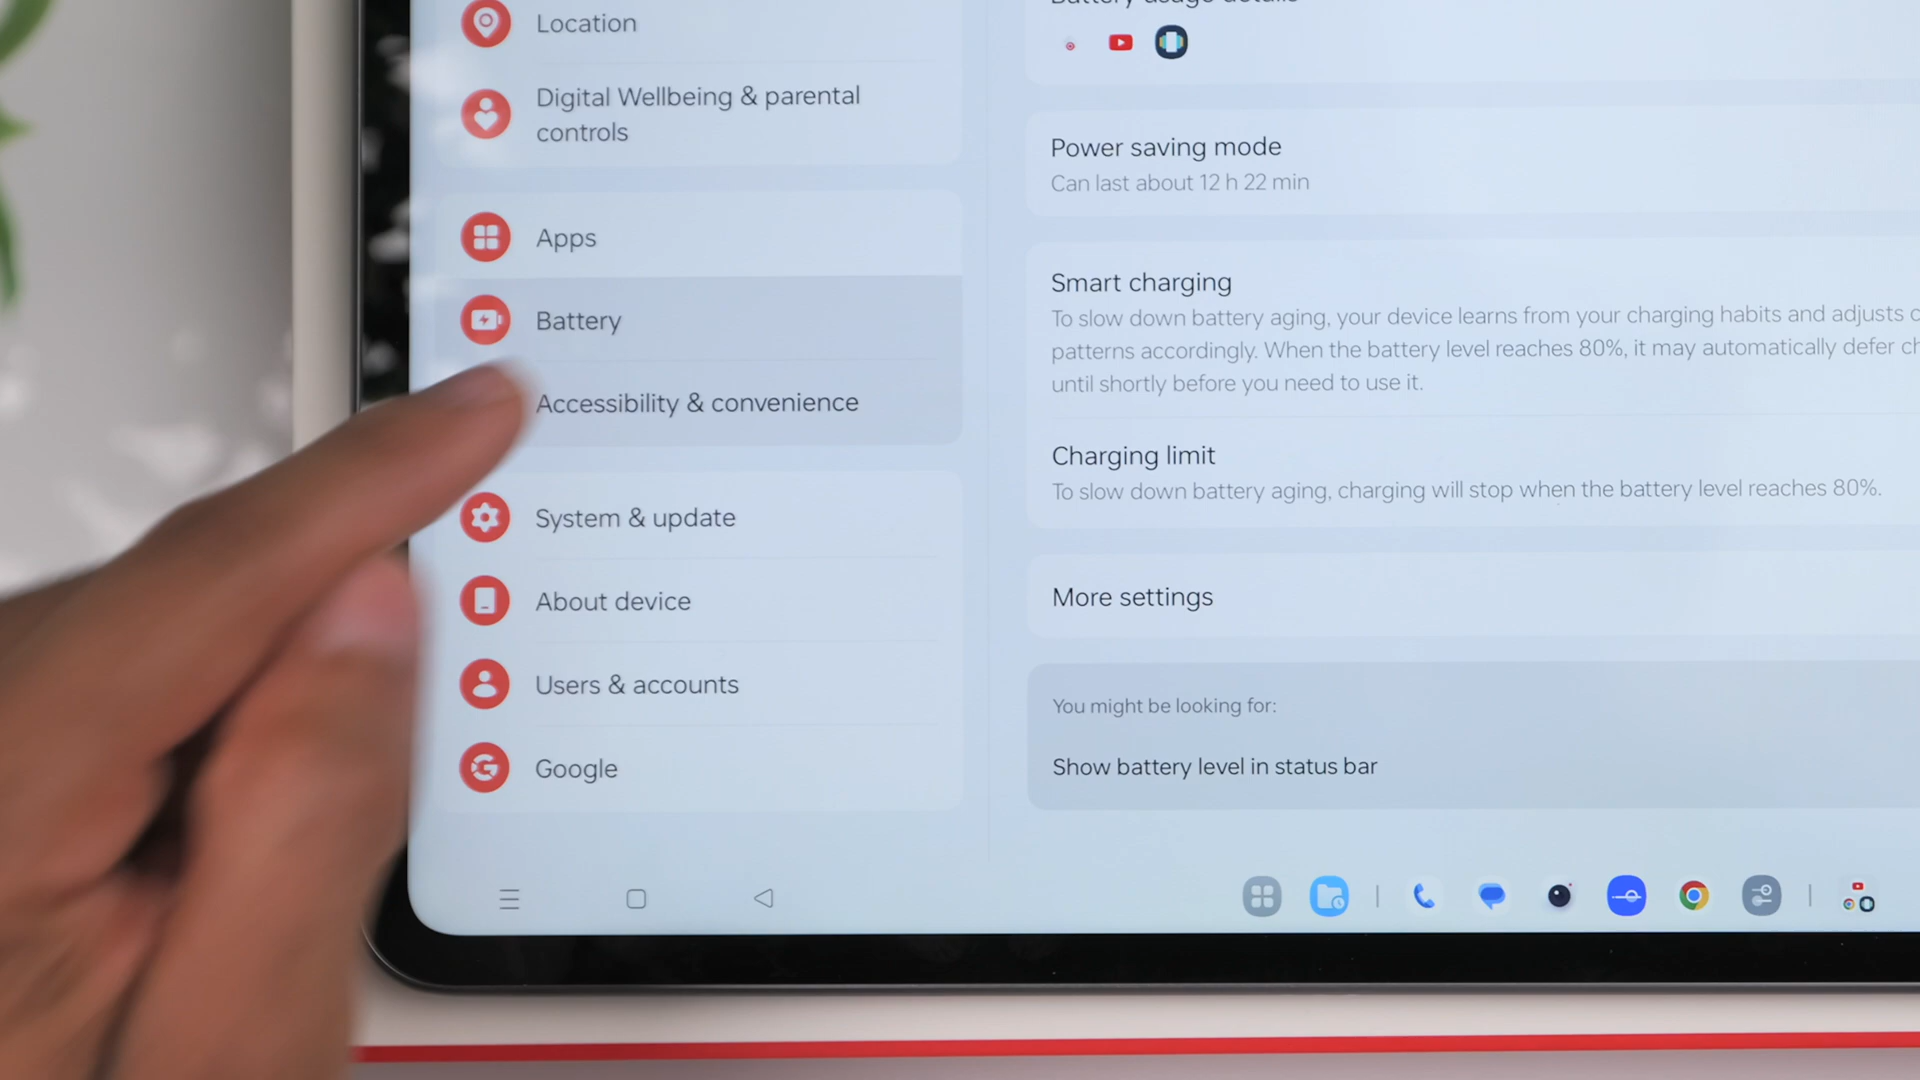 Location
Digital Wellbeing & parental
controls
Apps
Battery
Accessibility & convenience
System & update
About device
Users & accounts
Google
Battery usage details
Power saving mode
Can last about 12 h 22 min
Smart charging
To slow down battery aging, your device learns from your charging habits and adjusts
patterns accordingly. When the battery level reaches 80%, it may automatically defer
until shortly before you need to use it.
Charging limit
To slow down battery aging, charging will stop when the battery level reaches 80%.
More settings
You might be looking for:
Show battery level in status bar